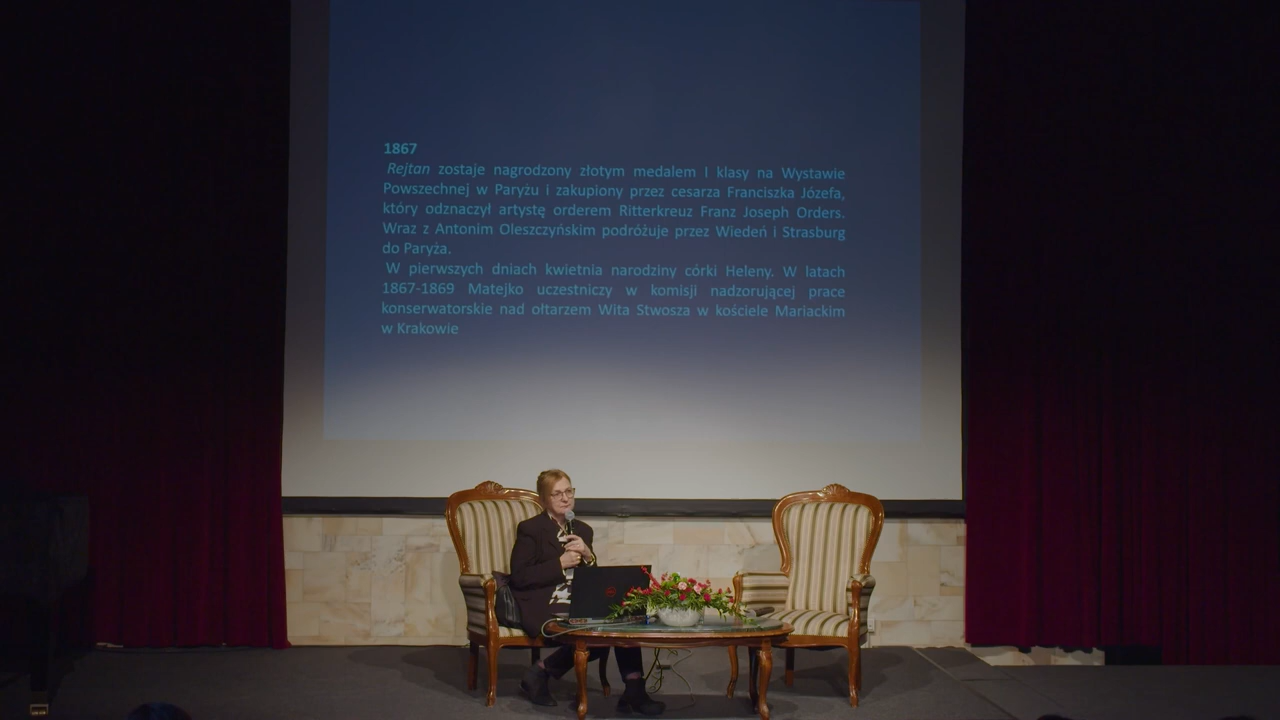 1867
Rejtan zostaje nagrodzony złotym medalem I klasy na Wystawie
Powszechnej w Paryżu i zakupiony przez cesarza Franciszka Józefa,
który odznaczył artystę orderem Ritterkreuz Franz Joseph Orders.
Wraz z Antonim Oleszczyńskim podróżuje przez Wiedeń i Strasburg
do Paryża.
W pierwszych dniach kwietnia narodziny córki Heleny. W latach
1867-1869 Matejko uczestniczy w komisji nadzorującej prace
konserwatorskie nad ołtarzem Wita Stwosza w kościele Mariackim
w Krakowie